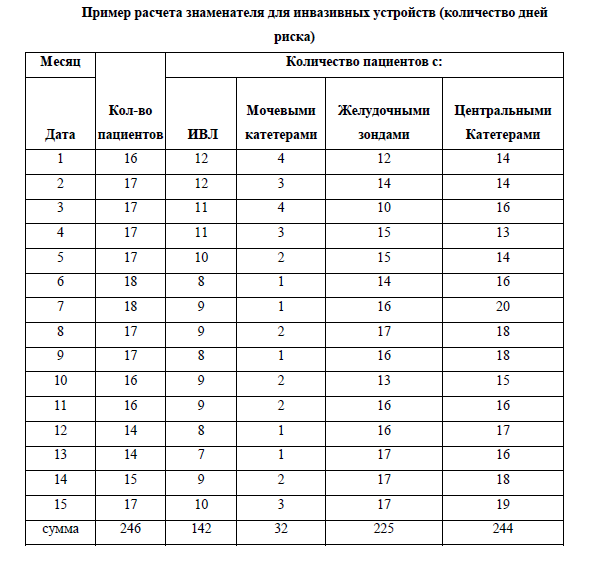 Пример расчета знаменателя для инвазивных устройств (количество дней
риска)
Месяц Количество пациентов с:
Дата Кол-во пациентов ИВЛ Мочевыми катетерами Желудочными зондами Центральными Катетерами
1 16 12 4 12 14
2 17 12 3 14 14
3 17 11 4 10 16
4 17 11 3 15 13
5 17 10 2 15 14
6 18 8 1 14 16
7 18 9 1 16 20
8 17 9 2 17 18
9 17 8 1 16 18
10 16 9 2 13 15
11 16 9 2 16 16
12 14 8 1 16 17
13 14 7 1 17 16
14 15 9 2 17 18
15 17 10 3 17 19
сумма 246 142 32 225 244